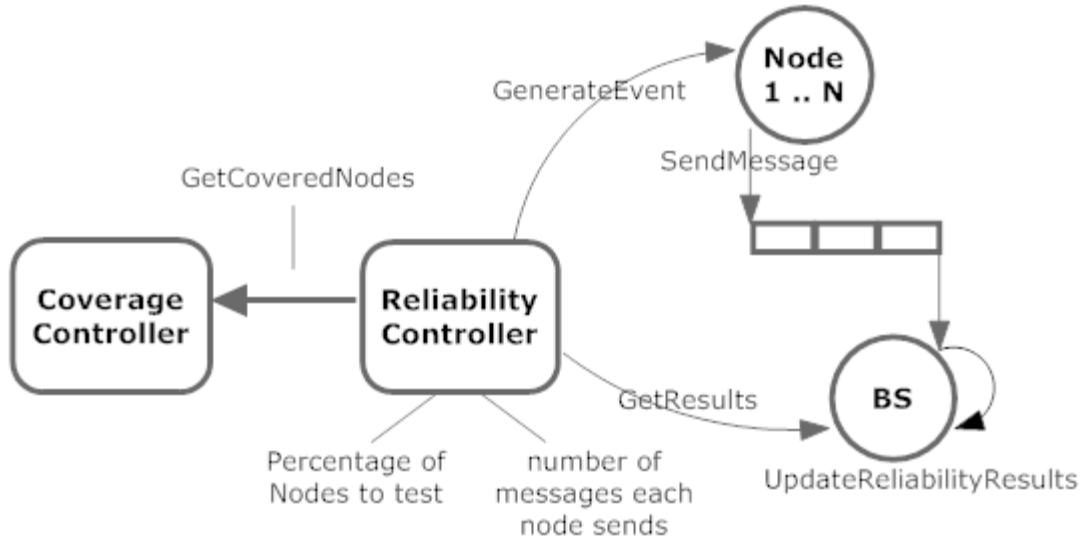 Node
1 .. N
GenerateEvent
SendMessage
GetCoveredNodes
Coverage
Controller
Reliability
Controller
GetResults
BS
UpdateReliabilityResults
Percentage of
Nodes to test
number of
messages each
node sends